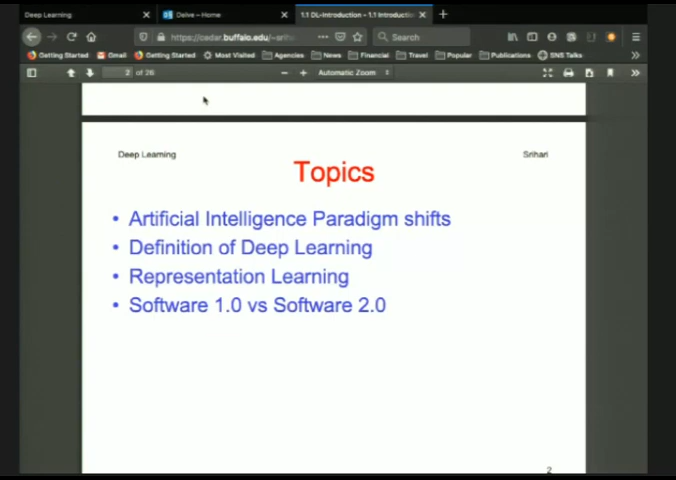 Deep Learning
Delve – Home
1.1 DL-Introduction – 1.1 Introductio
https://cedar.buffalo.edu/~srih
Search
Getting Started
Gmail
Getting Started
Most Visited
Agencies
News
Financial
Travel
Popular
Publications
SNS Talks
2 of 26
Automatic Zoom
Deep Learning
Srihari
Topics
• Artificial Intelligence Paradigm shifts
• Definition of Deep Learning
• Representation Learning
• Software 1.0 vs Software 2.0
2